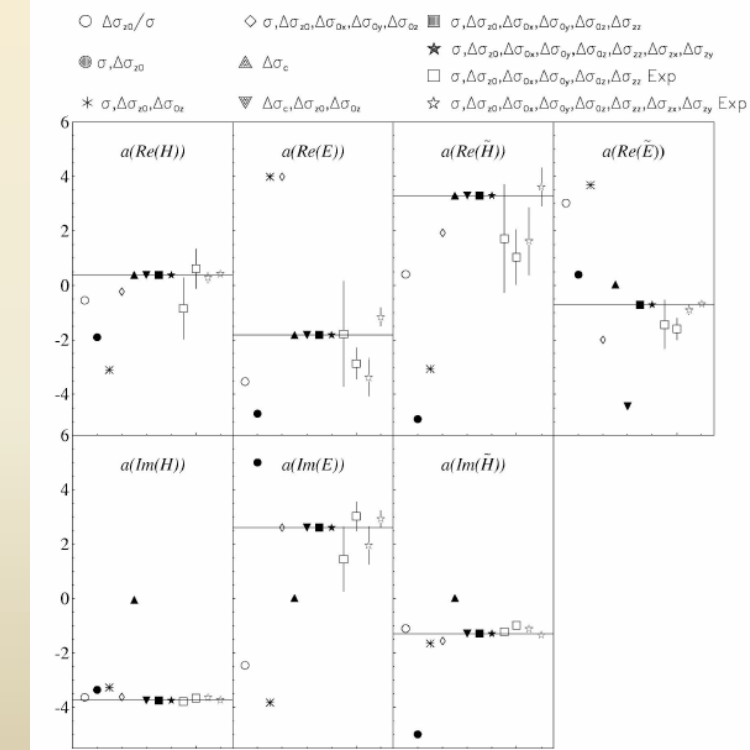 ○ Δσz0/σ ◇ σ,Δσz0,Δσ0x,Δσ0y,Δσ0z ■ σ,Δσz0,Δσ0x,Δσ0y,Δσ0z,Δσzz
★ σ,Δσz0,Δσ0x,Δσ0y,Δσ0z,Δσzz,Δσzx,Δσzy
● σ,Δσz0 ▲ Δσc
□ σ,Δσz0,Δσ0x,Δσ0y,Δσ0z,Δσzz Exp
✳ σ,Δσz0,Δσ0z ▼ Δσc,Δσz0,Δσ0z ☆ σ,Δσz0,Δσ0x,Δσ0y,Δσ0z,Δσzz,Δσzx,Δσzy Exp
6
a(Re(H)) a(Re(E)) a(Re(H̃)) a(Re(Ẽ))
4
2
0
-2
-4
6
a(Im(H)) a(Im(E)) a(Im(H̃))
4
2
0
-2
-4